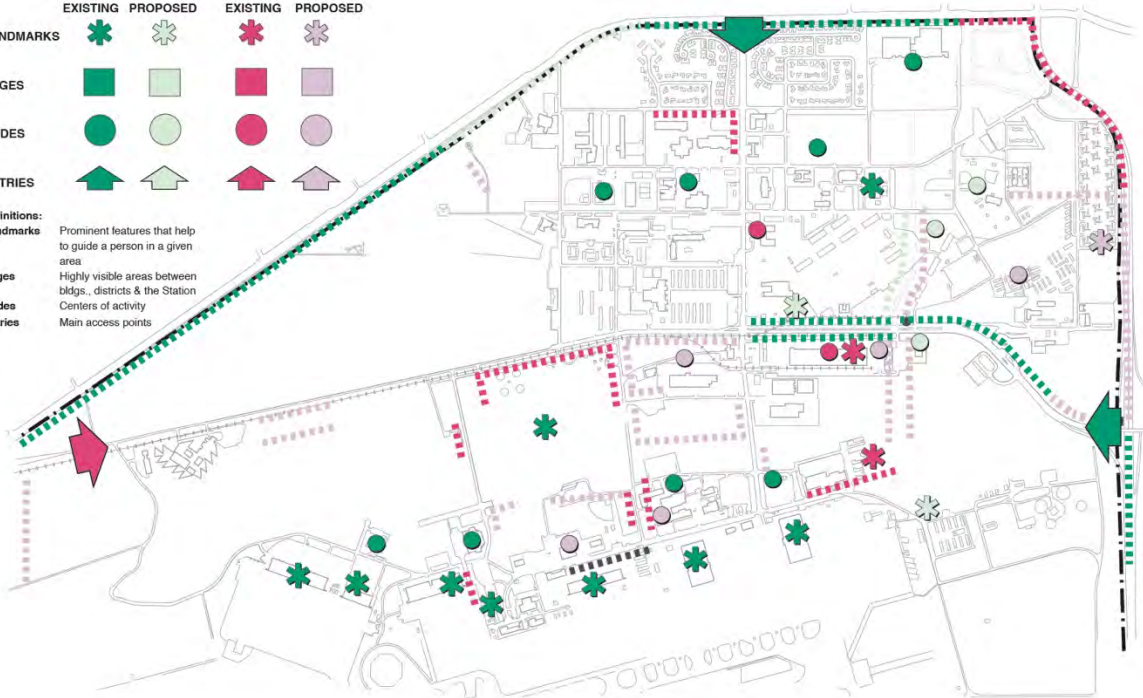 EXISTING PROPOSED EXISTING PROPOSED
NDMARKS
GES
DES
TRIES
finitions:
ndmarks Prominent features that help
to guide a person in a given
area
ges Highly visible areas between
bldgs., districts & the Station
des Centers of activity
ries Main access points